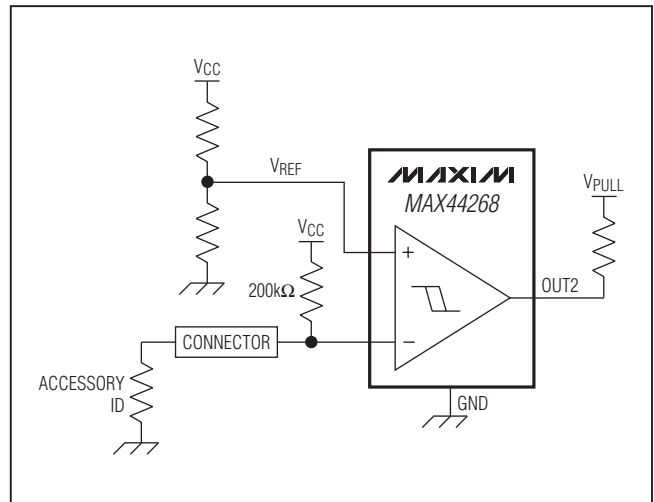 VCC
VREF
MAXIM
MAX44268
VPULL
VCC
+
200kΩ
OUT2
CONNECTOR
−
ACCESSORY
ID
GND